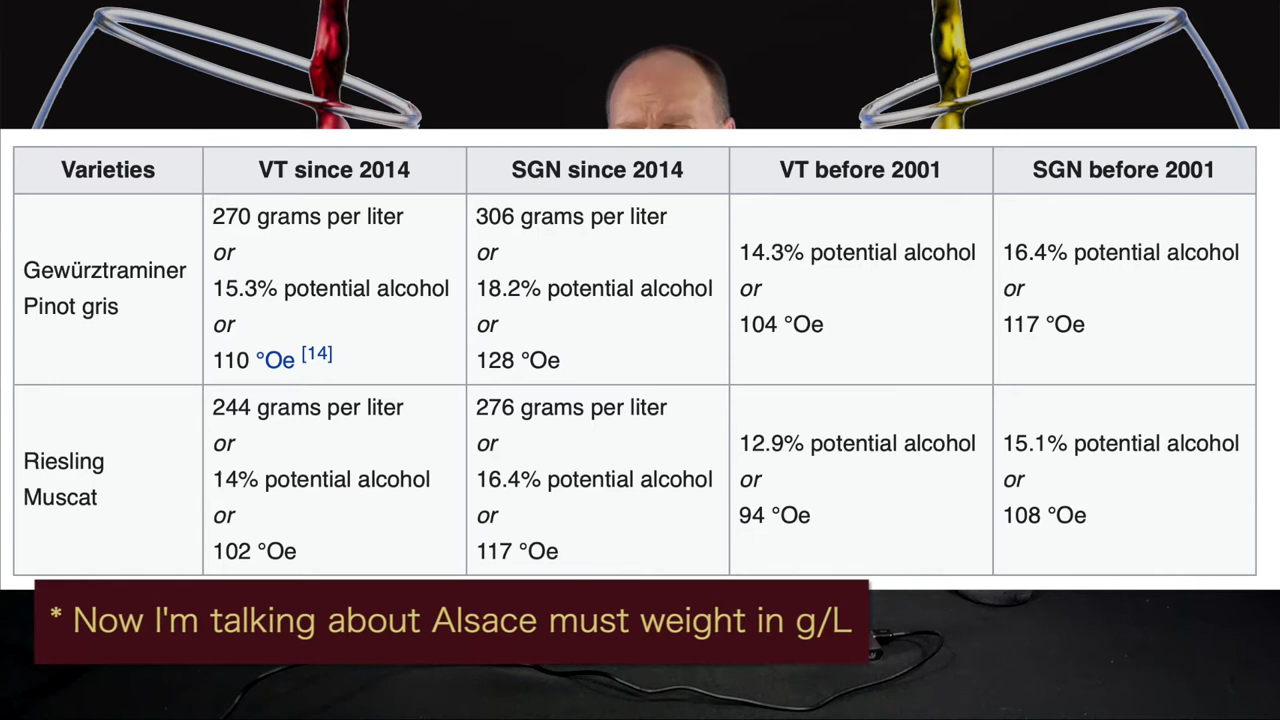 Varieties
VT since 2014
SGN since 2014
VT before 2001
SGN before 2001
Gewürztraminer
Pinot gris
270 grams per liter
or
15.3% potential alcohol
or
110 °Oe [14]
306 grams per liter
or
18.2% potential alcohol
or
128 °Oe
14.3% potential alcohol
or
104 °Oe
16.4% potential alcohol
or
117 °Oe
Riesling
Muscat
244 grams per liter
or
14% potential alcohol
or
102 °Oe
276 grams per liter
or
16.4% potential alcohol
or
117 °Oe
12.9% potential alcohol
or
94 °Oe
15.1% potential alcohol
or
108 °Oe
* Now I'm talking about Alsace must weight in g/L